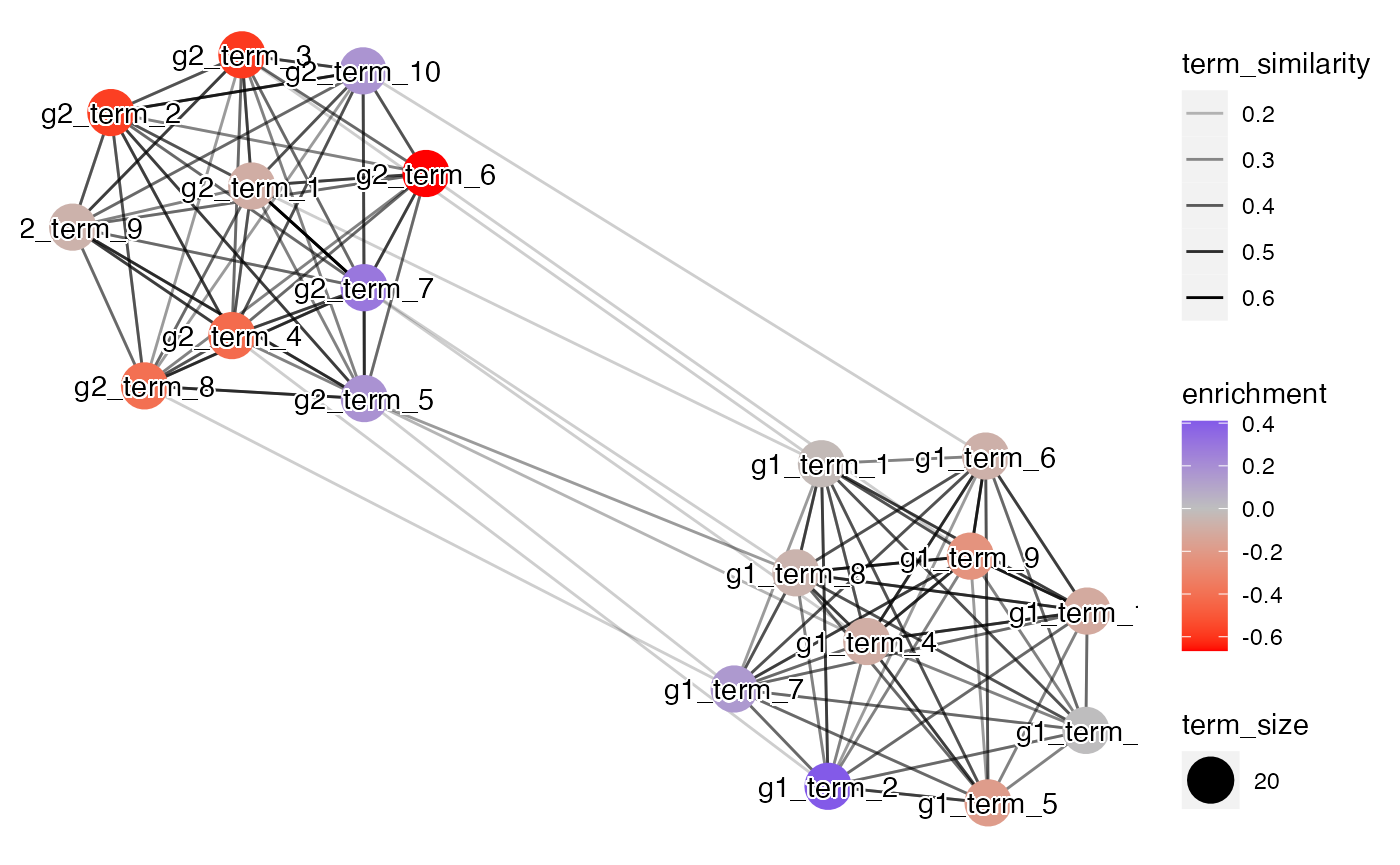 g2_term_3
g2_term_10
g2_term_2
g2_term_6
g2_term_1
2_term_9
g2_term_7
g2_term_4
g2_term_8
g2_term_5
g1_term_1
g1_term_6
g1_term_9
g1_term_8
g1_term_
g1_term_4
g1_term_7
g1_term_
g1_term_2
g1_term_5
term_similarity
0.2
0.3
0.4
0.5
0.6
enrichment
0.4
0.2
0.0
-0.2
-0.4
-0.6
term_size
20